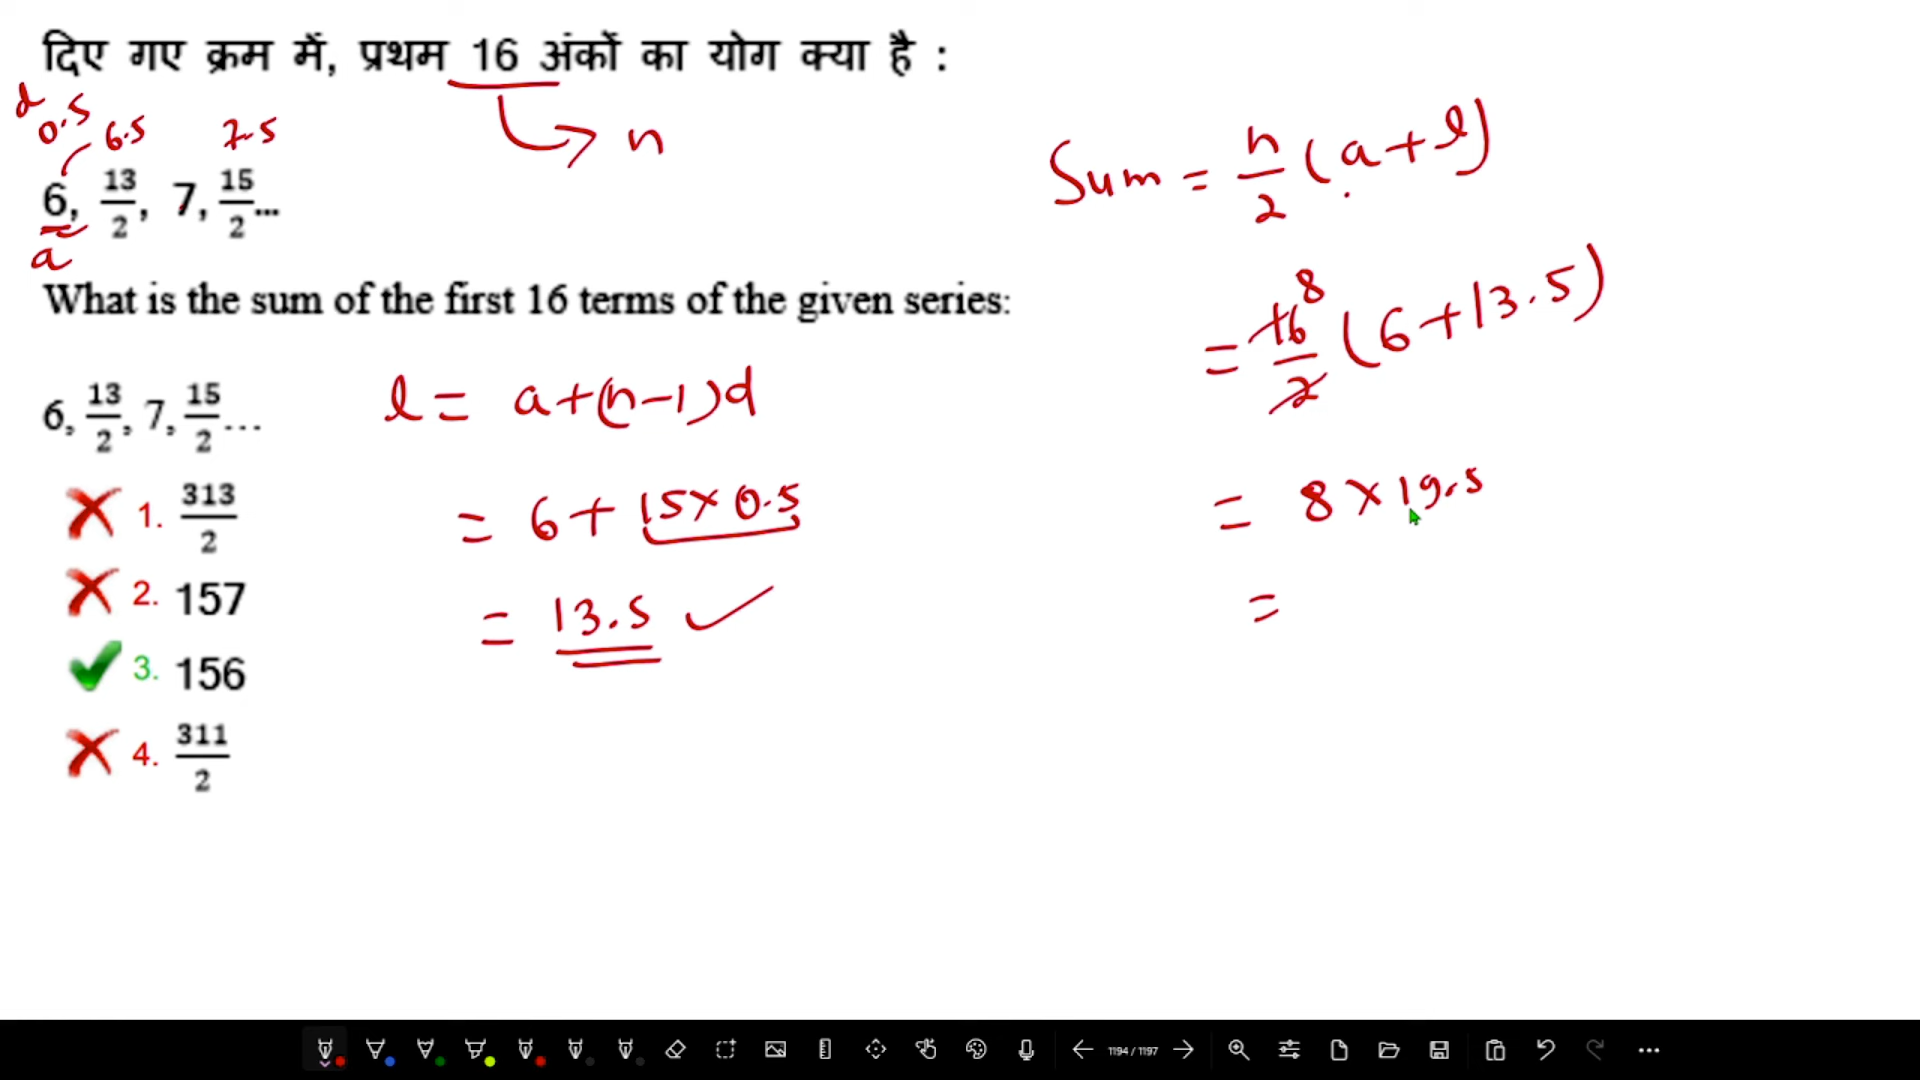 दिए गए क्रम में, प्रथम 16 अंकों का योग क्या है :
d
0.5 6.5 7.5
n
6, 13/2, 7, 15/2...
a
What is the sum of the first 16 terms of the given series:
6, 13/2, 7, 15/2...
1. 313/2
2. 157
3. 156
4. 311/2
l = a+(n-1)d
= 6+15×0.5
= 13.5
Sum = n/2 (a+l)
8
= 16/2 (6+13.5)
= 8×19.5
=
1194 / 1197